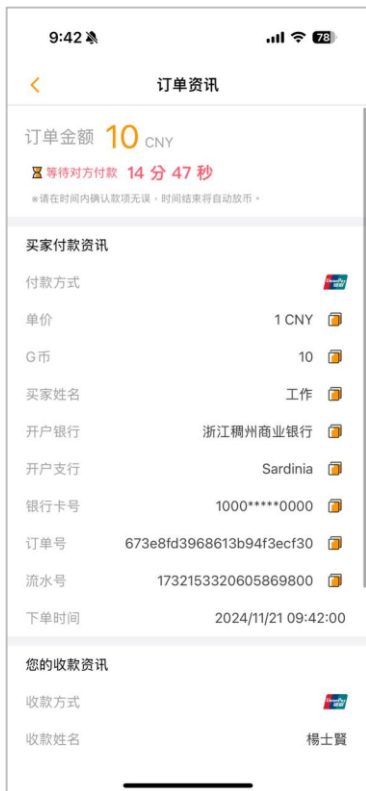 9:42
78
订单资讯
订单金额 10 CNY
等待对方付款 14 分 47 秒
*请在时间内确认款项无误，时间结束将自动放币。
买家付款资讯
付款方式 UnionPay 银联
单价 1 CNY
G币 10
买家姓名 工作
开户银行 浙江稠州商业银行
开户支行 Sardinia
银行卡号 1000*****0000
订单号 673e8fd3968613b94f3ecf30
流水号 1732153320605869800
下单时间 2024/11/21 09:42:00
您的收款资讯
收款方式 UnionPay 银联
收款姓名 楊士賢